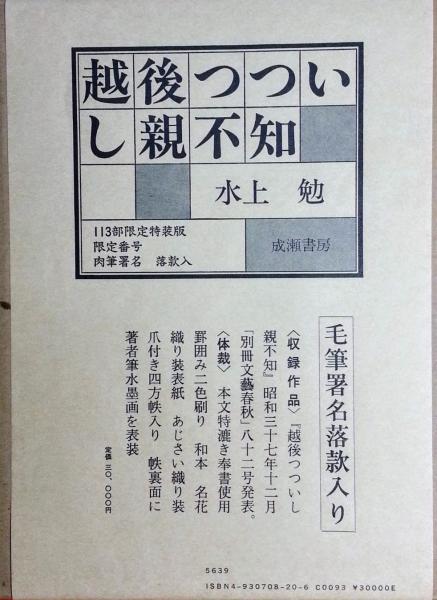 越後つつい
し親不知
水上 勉
113部限定特装版
限定番号
肉筆署名 落款入
成瀬書房
毛筆署名落款入り
〈収録作品〉『越後つついし
親不知』昭和三十七年十二月
「別冊文藝春秋」八十二号発表。
〈体裁〉 本文特漉き奉書使用
罫囲み二色刷り 和本 名花
織り装表紙 あじさい織り装
爪付き四方帙入り 帙裏面に
著者筆水墨画を表装
定価 三〇、〇〇〇円
5639
ISBN4-930708-20-6 C0093 ¥30000E